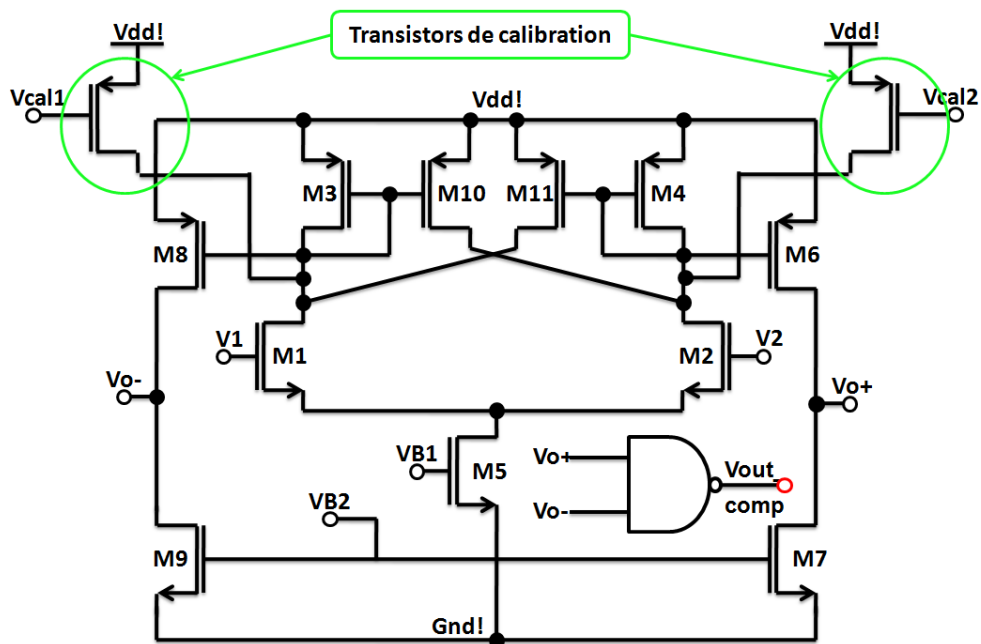 Vdd!
Transistors de calibration
Vdd!
Vcal1
Vdd!
Vcal2
M3
M10
M11
M4
M8
M6
V1
M1
M2
V2
Vo-
Vo+
VB1
M5
Vo+
Vout_
comp
VB2
Vo-
M9
M7
Gnd!